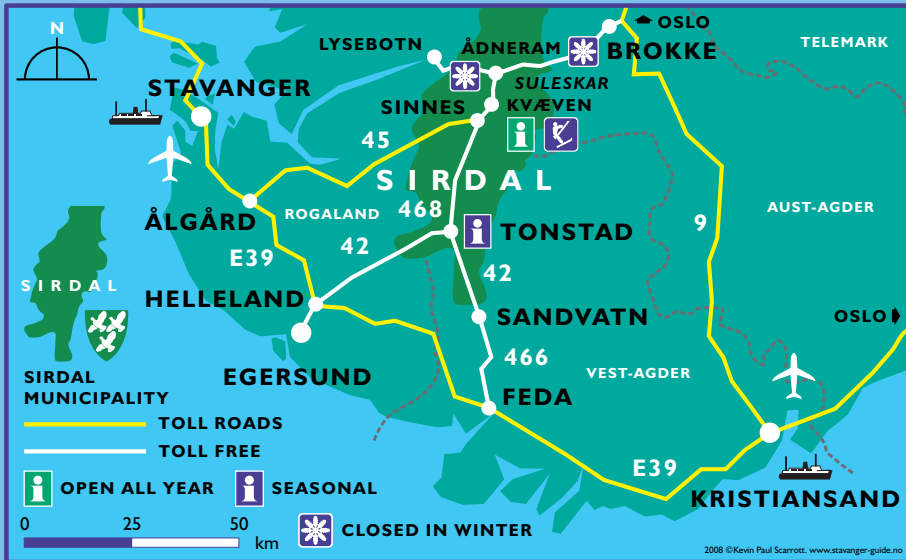 N
OSLO
LYSEBOTN
ÅDNERAM
BROKKE
TELEMARK
STAVANGER
SULESKAR
SINNES
KVÆVEN
45
SIRDAL
ÅLGÅRD
ROGALAND
468
9
AUST-AGDER
42
TONSTAD
E39
42
SIRDAL
HELLELAND
SANDVATN
OSLO
466
EGERSUND
VEST-AGDER
SIRDAL
MUNICIPALITY
FEDA
TOLL ROADS
TOLL FREE
E39
OPEN ALL YEAR
SEASONAL
KRISTIANSAND
0 25 50
km
CLOSED IN WINTER
2008 ©Kevin Paul Scarrott. www.stavanger-guide.no